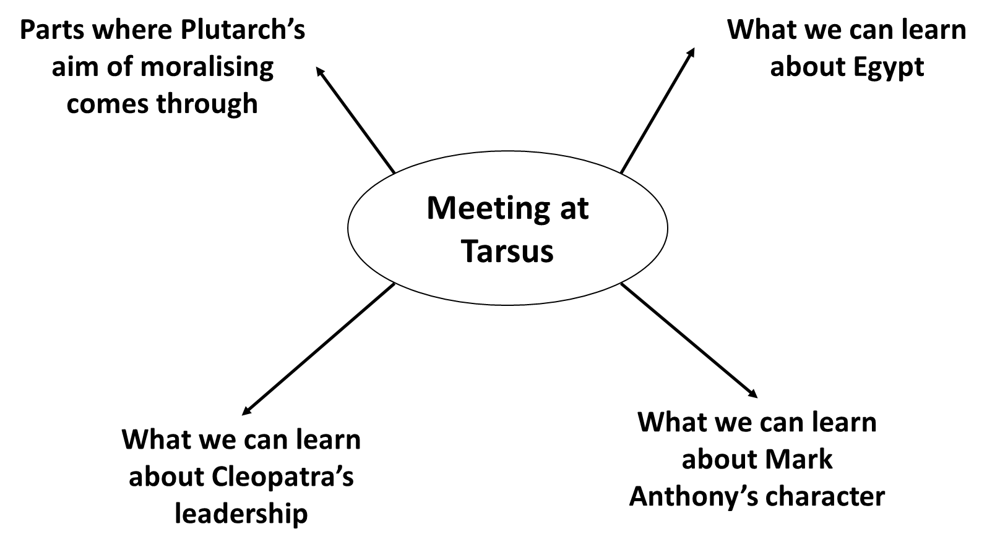 Parts where Plutarch’s
aim of moralising
comes through
What we can learn
about Egypt
Meeting at
Tarsus
What we can learn
about Cleopatra’s
leadership
What we can learn
about Mark
Anthony’s character